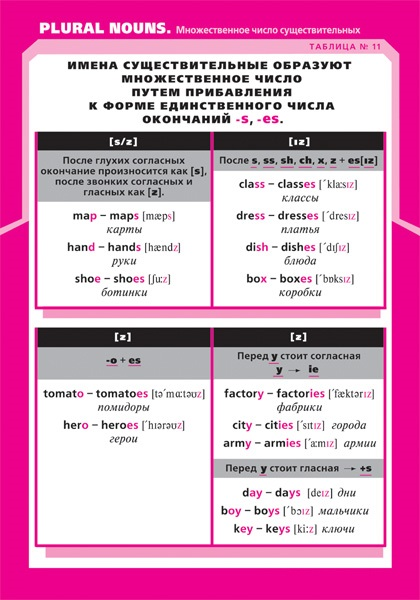 PLURAL NOUNS. Множественное число существительных
ТАБЛИЦА № 11
ИМЕНА СУЩЕСТВИТЕЛЬНЫЕ ОБРАЗУЮТ
МНОЖЕСТВЕННОЕ ЧИСЛО
ПУТЕМ ПРИБАВЛЕНИЯ
К ФОРМЕ ЕДИНСТВЕННОГО ЧИСЛА
ОКОНЧАНИЙ -s, -es.
[s/z]
После глухих согласных
окончание произносится как [s],
после звонких согласных и
гласных как [z].
map – maps [mæps]
карты
hand – hands [hændz]
руки
shoe – shoes [ʃu:z]
ботинки
[ɪz]
После s, ss, sh, ch, x, z + es[ɪz]
class – classes [´kla:sɪz]
классы
dress – dresses [´dresɪz]
платья
dish – dishes [´dɪʃɪz]
блюда
box – boxes [´bɒksɪz]
коробки
[z]
-o + es
tomato – tomatoes [tə´mɑ:təʊz]
помидоры
hero – heroes [´hɪərəʊz]
герои
[z]
Перед y стоит согласная
y → ie
factory – factories [´fæktərɪz]
фабрики
city – cities [´sɪtɪz] города
army – armies [´ɑ:mɪz] армии
Перед y стоит гласная → +s
day – days [deɪz] дни
boy – boys [´bɔɪz] мальчики
key – keys [ki:z] ключи